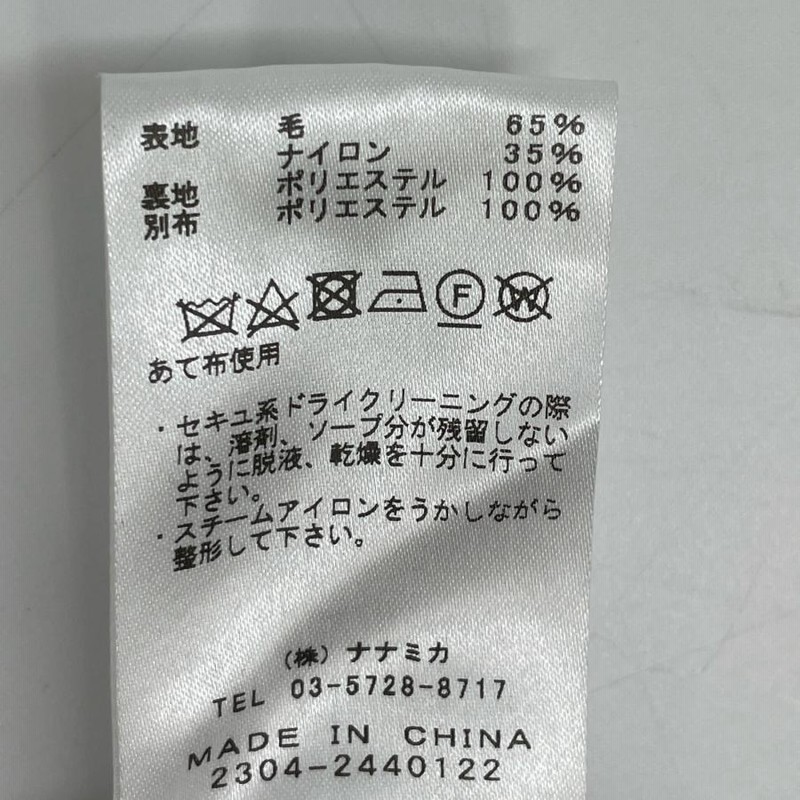 表地 毛 65%
ナイロン 35%
裏地 ポリエステル 100%
別布 ポリエステル 100%
F W
あて布使用
・セキユ系ドライクリーニングの際
は、溶剤、ソープ分が残留しない
ように脱液、乾燥を十分に行って
下さい。
・スチームアイロンをうかしながら
整形して下さい。
(株)ナナミカ
TEL 03-5728-8717
MADE IN CHINA
2304-2440122